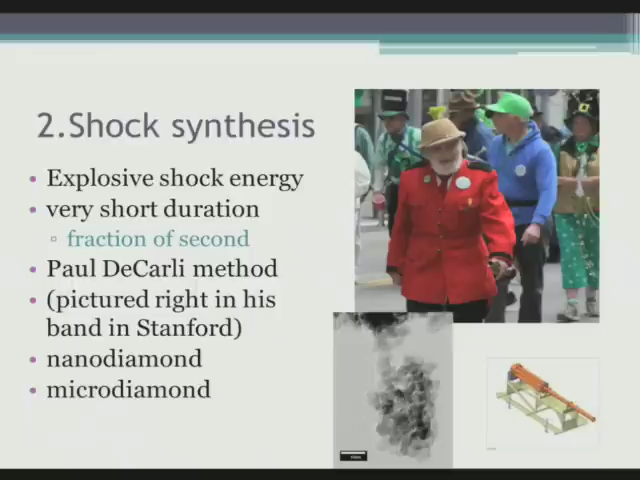 2.Shock synthesis
• Explosive shock energy
• very short duration
▫ fraction of second
• Paul DeCarli method
• (pictured right in his
band in Stanford)
• nanodiamond
• microdiamond